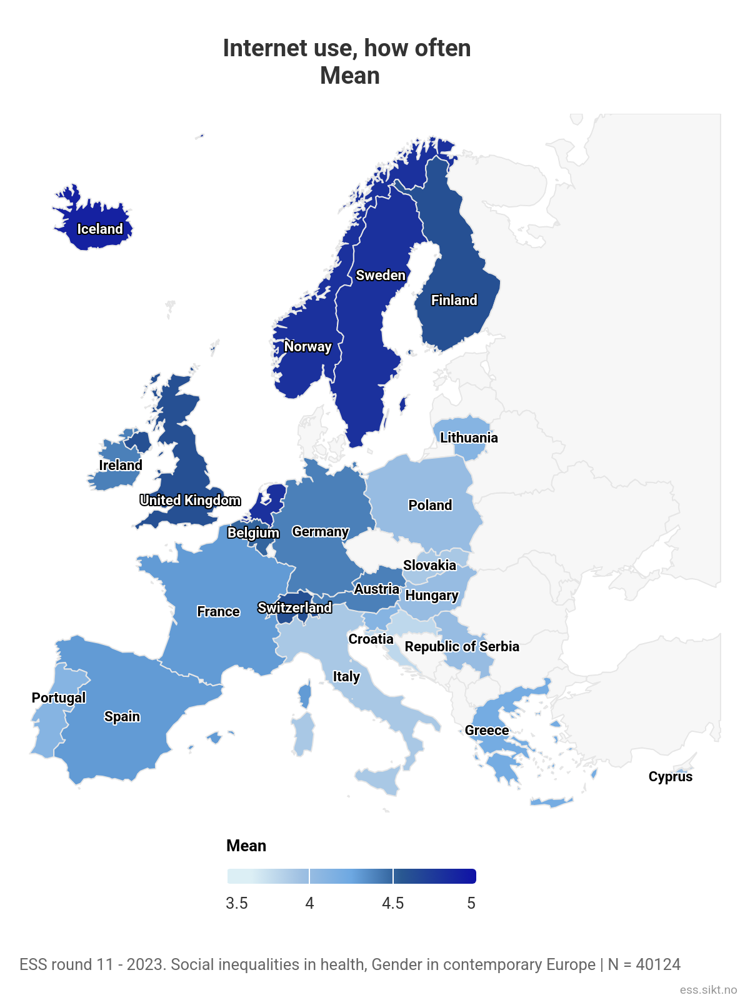 Internet use, how often
Mean
Iceland
Sweden
Finland
Norway
Lithuania
Ireland
United Kingdom
Poland
Belgium
Germany
Slovakia
Austria
Hungary
Switzerland
France
Croatia
Republic of Serbia
Italy
Portugal
Spain
Greece
Cyprus
Mean
3.5 4 4.5 5
ESS round 11 - 2023. Social inequalities in health, Gender in contemporary Europe | N = 40124
ess.sikt.no